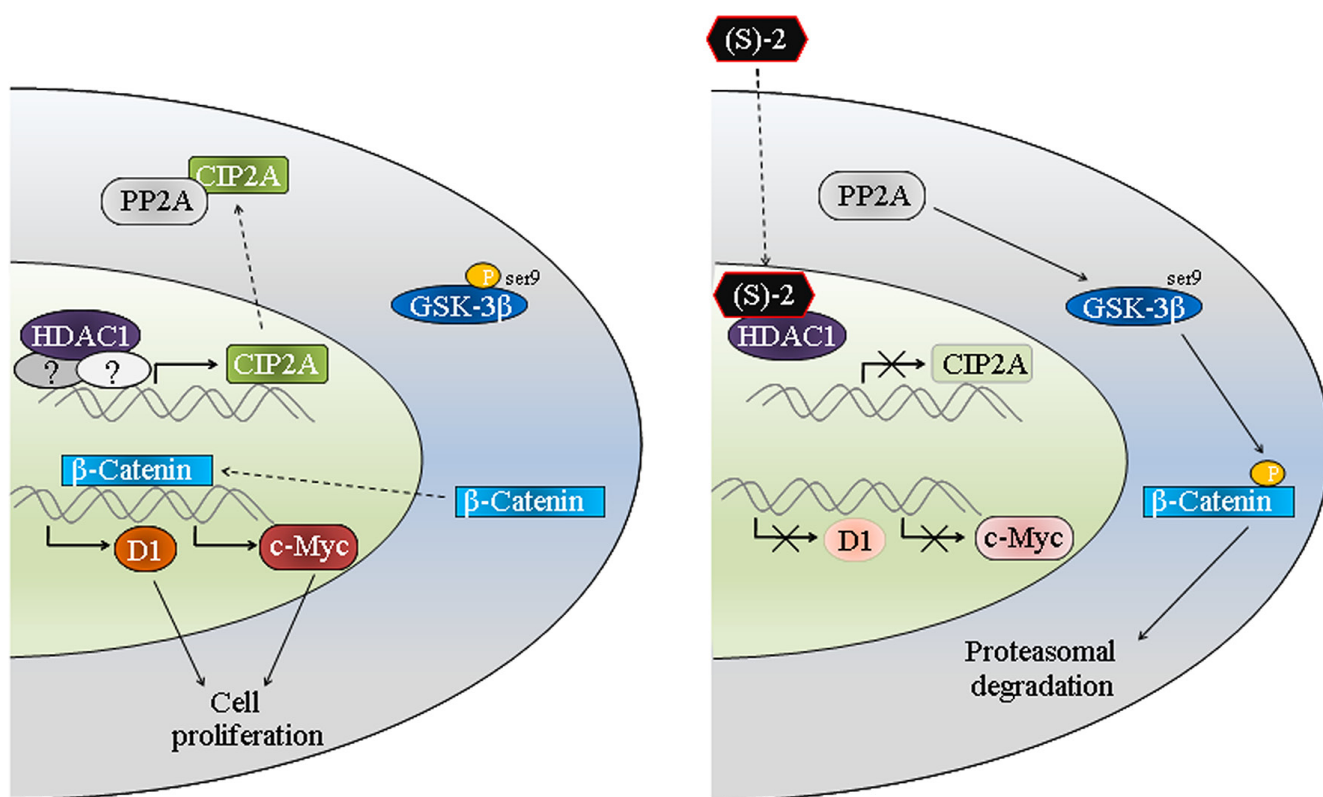 CIP2A
PP2A
P
ser9
GSK-3β
HDAC1
?
?
CIP2A
β-Catenin
β-Catenin
D1
c-Myc
Cell
proliferation
(S)-2
PP2A
(S)-2
HDAC1
ser9
GSK-3β
CIP2A
P
β-Catenin
D1
c-Myc
Proteasomal
degradation